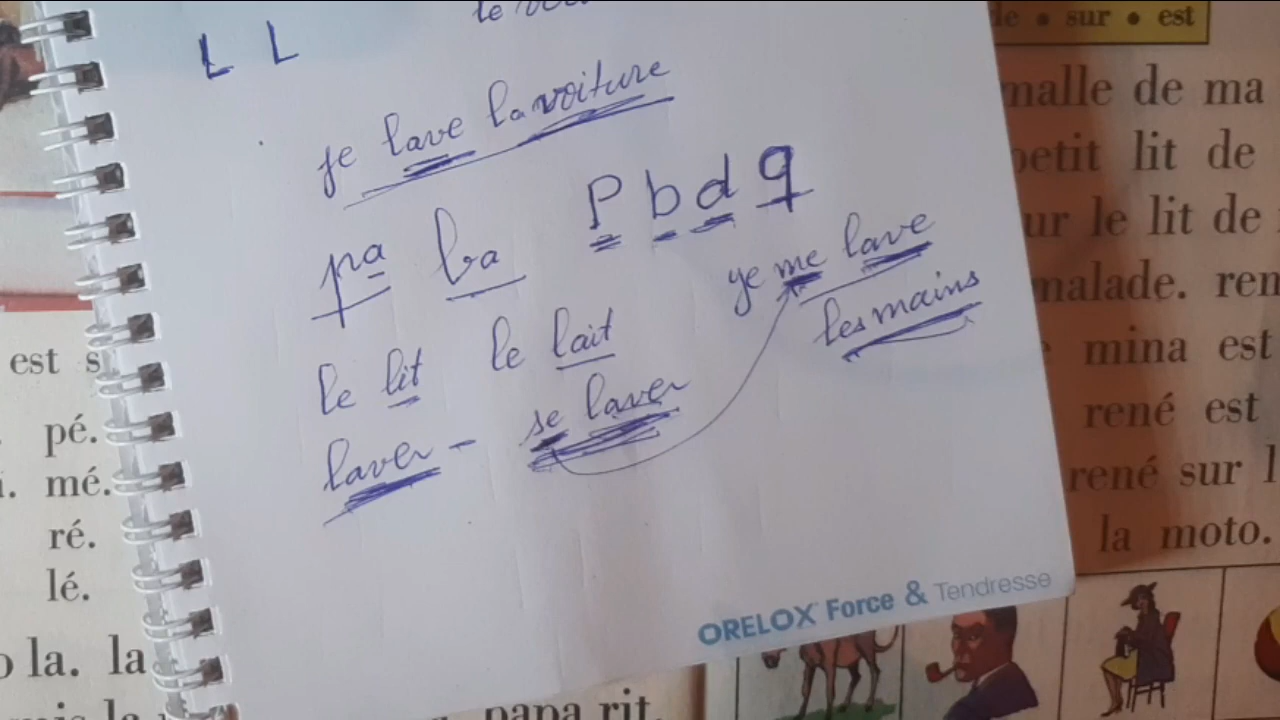 le
L L
je lave la voiture
pa ba P b d q
je me lave
les mains
le lit le lait
laver - se laver
ORELOX Force & Tendresse
est
pé.
mé.
ré.
lé.
la. la
papa rit.
sur • est
malle de ma
petit lit de
ur le lit de
malade. ren
mina est
rené est
rené sur l
la moto.